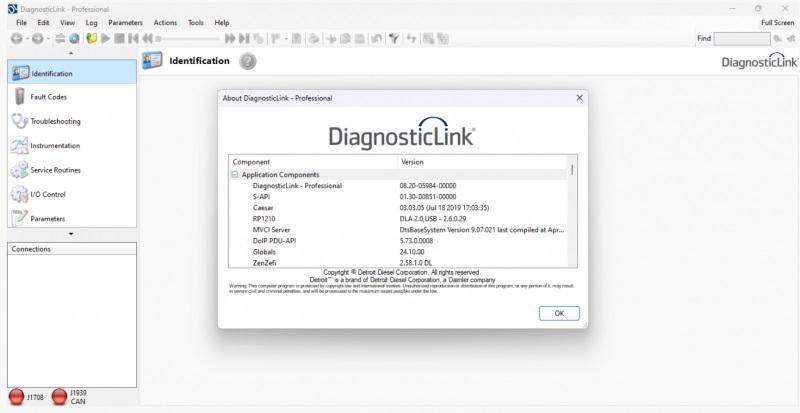 DiagnosticLink - Professional
File Edit View Log Parameters Actions Tools Help Full Screen
Find
Identification
Fault Codes
Troubleshooting
Instrumentation
Service Routines
I/O Control
Parameters
Connections
J1708
J1939
CAN
Identification
DiagnosticLink
About DiagnosticLink - Professional
DiagnosticLink®
Component Version
Application Components
DiagnosticLink - Professional 08.20-05984-00000
S-API 01.30-00851-00000
Caesar 03.03.05 (Jul 18 2019 17:03:35)
RP1210 DLA 2.0,USB - 2.6.0.29
MVCI Server DtsBaseSystem Version 9.07.021 last compiled at Apr...
DoIP PDU-API 5.73.0.0008
Globals 24.10.00
ZenZefi 2.58.1.0 DL
Copyright ® Detroit Diesel Corporation. All rights reserved.
Detroit™ is a brand of Detroit Diesel Corporation, a Daimler company
Warning: This computer program is protected by copyright law and international treaties. Unauthorized reproduction or distribution of this program, or any portion of it, may result
in severe civil and criminal penalties, and will be prosecuted to the maximum extent possible under the law.
OK